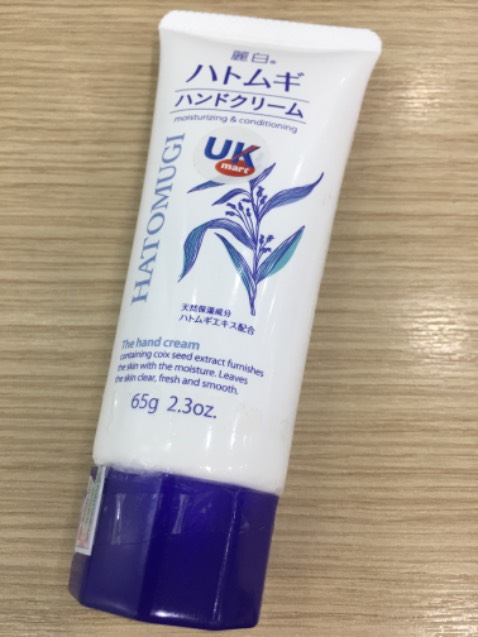 麗白®
ハトムギ
ハンドクリーム
moisturizing & conditioning
UK
mart
HATOMUGI
天然保湿成分
ハトムギエキス配合
The hand cream
containing coix seed extract furnishes
the skin with the moisture. Leaves
the skin clear, fresh and smooth.
65g 2.3oz.